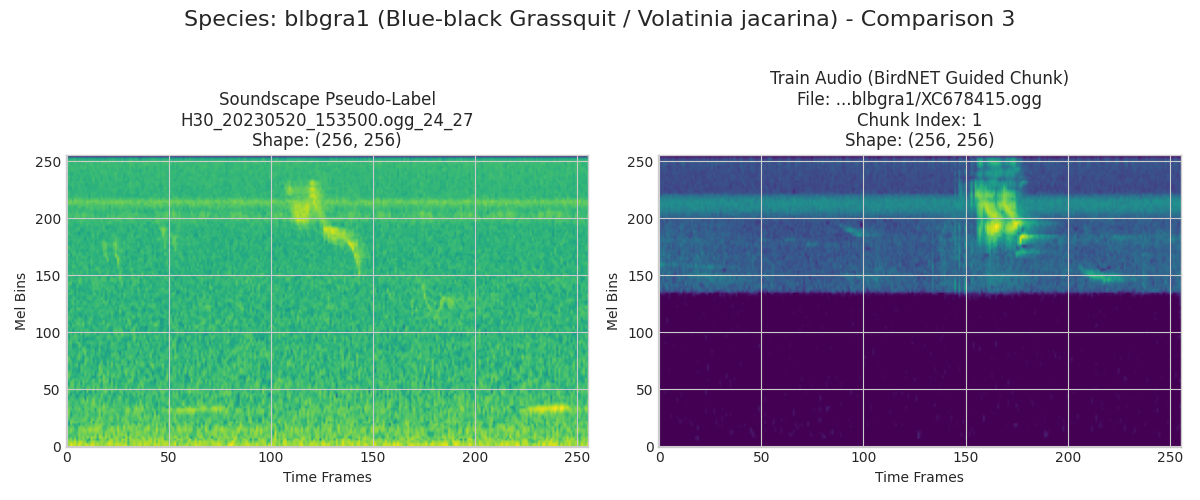 Species: blbgra1 (Blue-black Grassquit / Volatinia jacarina) - Comparison 3
Soundscape Pseudo-Label
H30_20230520_153500.ogg_24_27
Shape: (256, 256)
Mel Bins
250
200
150
100
50
0
0 50 100 150 200 250
Time Frames
Train Audio (BirdNET Guided Chunk)
File: ...blbgra1/XC678415.ogg
Chunk Index: 1
Shape: (256, 256)
Mel Bins
250
200
150
100
50
0
0 50 100 150 200 250
Time Frames